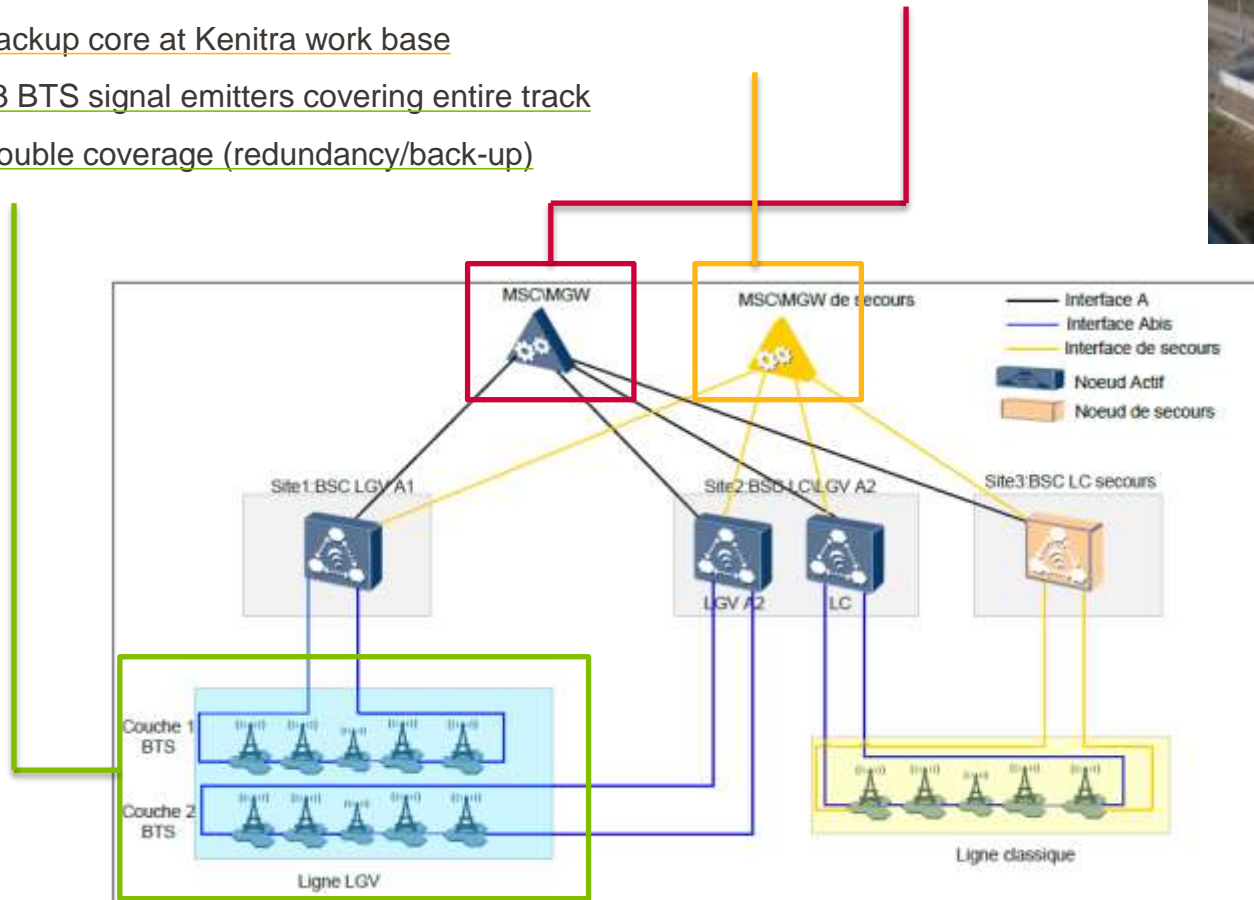 ackup core at Kenitra work base
BTS signal emitters covering entire track
ouble coverage (redundancy/back-up)
MSC\MGW
MSC\MGW de secours
Interface A
Interface Abis
Interface de secours
Noeud Actif
Noeud de secours
Site1:BSC LGV A1
Site2:BSC LC\LGV A2
Site3:BSC LC secours
LGV A2
LC
Couche 1
BTS
Couche 2
BTS
Ligne LGV
Ligne classique